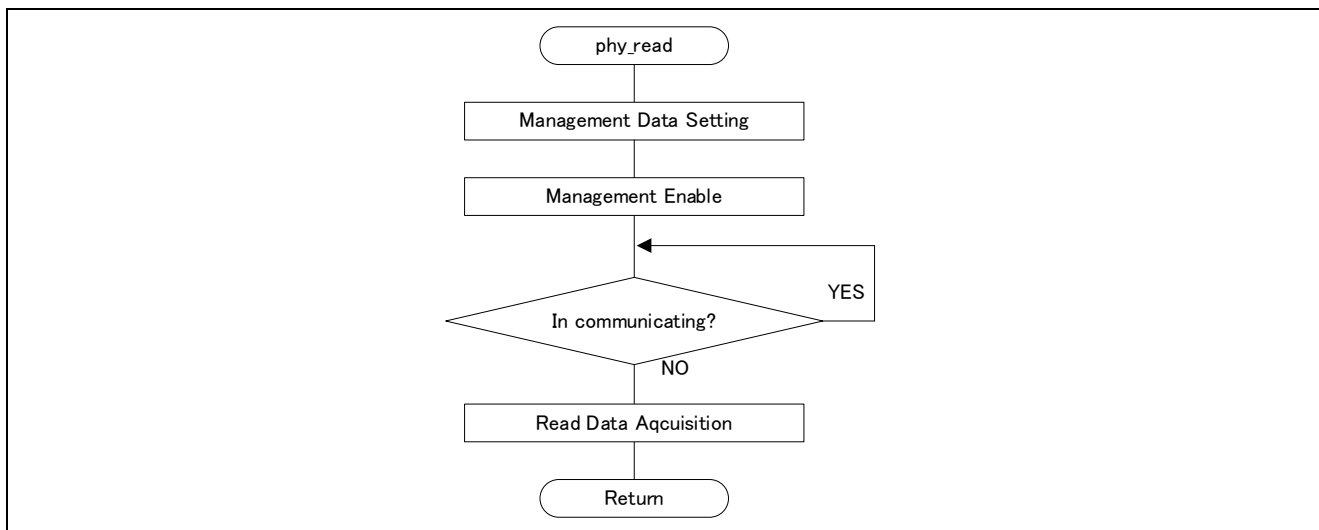 phy_read
Management Data Setting
Management Enable
YES
In communicating?
NO
Read Data Aqcuisition
Return